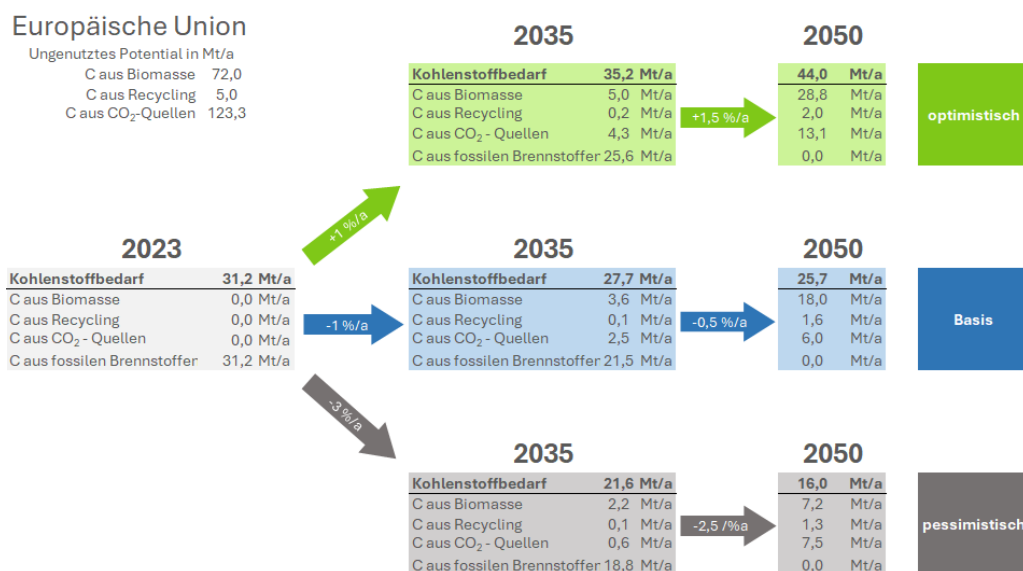 Europäische Union
Ungenutztes Potential in Mt/a
C aus Biomasse 72,0
C aus Recycling 5,0
C aus CO₂-Quellen 123,3
2035
Kohlenstoffbedarf 35,2 Mt/a
C aus Biomasse 5,0 Mt/a
C aus Recycling 0,2 Mt/a
C aus CO₂ - Quellen 4,3 Mt/a
C aus fossilen Brennstoffer 25,6 Mt/a
+1,5 %/a
2050
44,0 Mt/a
28,8 Mt/a
2,0 Mt/a
13,1 Mt/a
0,0 Mt/a
optimistisch
+1 %/a
2023
Kohlenstoffbedarf 31,2 Mt/a
C aus Biomasse 0,0 Mt/a
C aus Recycling 0,0 Mt/a
C aus CO₂ - Quellen 0,0 Mt/a
C aus fossilen Brennstoffer 31,2 Mt/a
-1 %/a
2035
Kohlenstoffbedarf 27,7 Mt/a
C aus Biomasse 3,6 Mt/a
C aus Recycling 0,1 Mt/a
C aus CO₂ - Quellen 2,5 Mt/a
C aus fossilen Brennstoffer 21,5 Mt/a
-0,5 %/a
2050
25,7 Mt/a
18,0 Mt/a
1,6 Mt/a
6,0 Mt/a
0,0 Mt/a
Basis
-3 %/a
2035
Kohlenstoffbedarf 21,6 Mt/a
C aus Biomasse 2,2 Mt/a
C aus Recycling 0,1 Mt/a
C aus CO₂ - Quellen 0,6 Mt/a
C aus fossilen Brennstoffer 18,8 Mt/a
-2,5 /%a
2050
16,0 Mt/a
7,2 Mt/a
1,3 Mt/a
7,5 Mt/a
0,0 Mt/a
pessimistisch